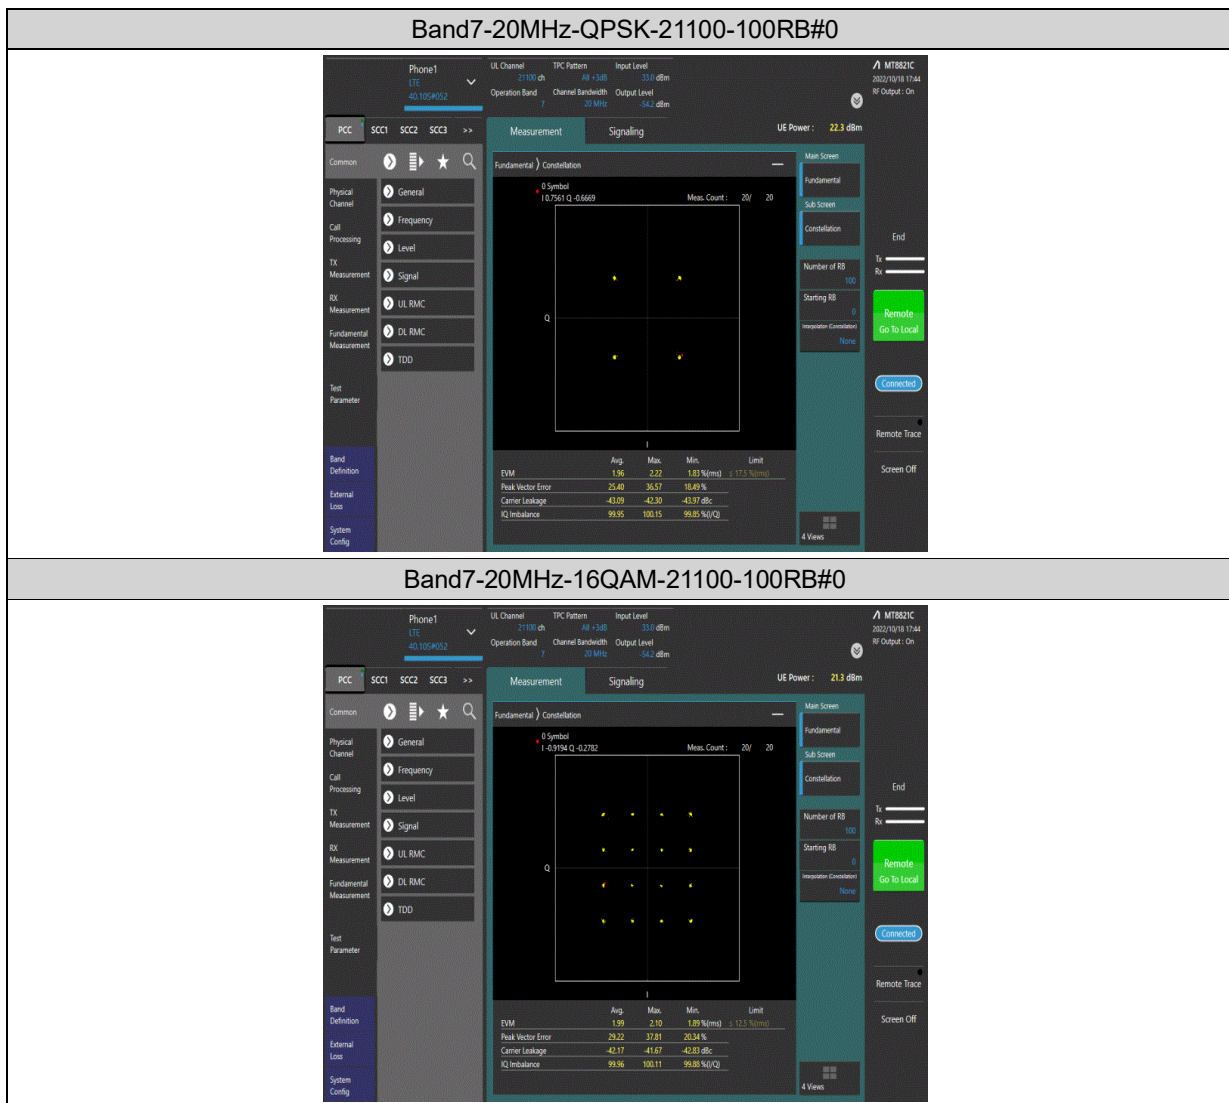 Band7-20MHz-QPSK-21100-100RB#0
Phone1
LTE
40.105#052
UL Channel TPC Pattern Input Level
21100 ch All +3dB 33.0 dBm
Operation Band Channel Bandwidth Output Level
7 20 MHz -54.2 dBm
MT8821C
2022/10/18 17:44
RF Output : On
PCC SCC1 SCC2 SCC3 >>
Measurement Signaling
UE Power : 22.3 dBm
Common
Physical Channel
Call Processing
TX Measurement
RX Measurement
Fundamental Measurement
Test Parameter
Band Definition
External Loss
System Config
General
Frequency
Level
Signal
UL RMC
DL RMC
TDD
Fundamental 〉 Constellation
0 Symbol
I 0.7561 Q -0.6669 Meas. Count : 20/ 20
Q
I
Avg. Max. Min. Limit
EVM 1.96 2.22 1.83 %(rms) ≤ 17.5 %(rms)
Peak Vector Error 25.40 36.57 18.49 %
Carrier Leakage -43.09 -42.30 -43.97 dBc
IQ Imbalance 99.95 100.15 99.85 %(I/Q)
Main Screen
Fundamental
Sub Screen
Constellation
Number of RB
100
Starting RB
0
Interpolation (Constellation)
None
4 Views
End
Tx
Rx
Remote
Go To Local
Connected
Remote Trace
Screen Off
Band7-20MHz-16QAM-21100-100RB#0
Phone1
LTE
40.105#052
UL Channel TPC Pattern Input Level
21100 ch All +3dB 33.0 dBm
Operation Band Channel Bandwidth Output Level
7 20 MHz -54.2 dBm
MT8821C
2022/10/18 17:44
RF Output : On
PCC SCC1 SCC2 SCC3 >>
Measurement Signaling
UE Power : 21.3 dBm
Common
Physical Channel
Call Processing
TX Measurement
RX Measurement
Fundamental Measurement
Test Parameter
Band Definition
External Loss
System Config
General
Frequency
Level
Signal
UL RMC
DL RMC
TDD
Fundamental 〉 Constellation
0 Symbol
I -0.9194 Q -0.2782 Meas. Count : 20/ 20
Q
I
Avg. Max. Min. Limit
EVM 1.99 2.10 1.89 %(rms) ≤ 12.5 %(rms)
Peak Vector Error 29.22 37.81 20.34 %
Carrier Leakage -42.17 -41.67 -42.83 dBc
IQ Imbalance 99.96 100.11 99.88 %(I/Q)
Main Screen
Fundamental
Sub Screen
Constellation
Number of RB
100
Starting RB
0
Interpolation (Constellation)
None
4 Views
End
Tx
Rx
Remote
Go To Local
Connected
Remote Trace
Screen Off